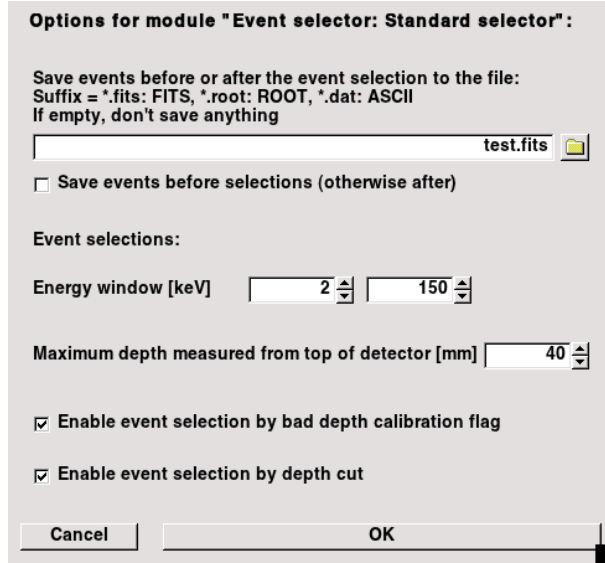 Options for module "Event selector: Standard selector":
Save events before or after the event selection to the file:
Suffix = *.fits: FITS, *.root: ROOT, *.dat: ASCII
If empty, don't save anything
test.fits
Save events before selections (otherwise after)
Event selections:
Energy window [keV] 2 150
Maximum depth measured from top of detector [mm] 40
Enable event selection by bad depth calibration flag
Enable event selection by depth cut
Cancel OK